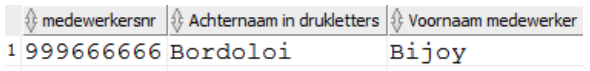 medewerkersnr Achternaam in drukletters Voornaam medewerker
1 999666666 Bordoloi Bijoy